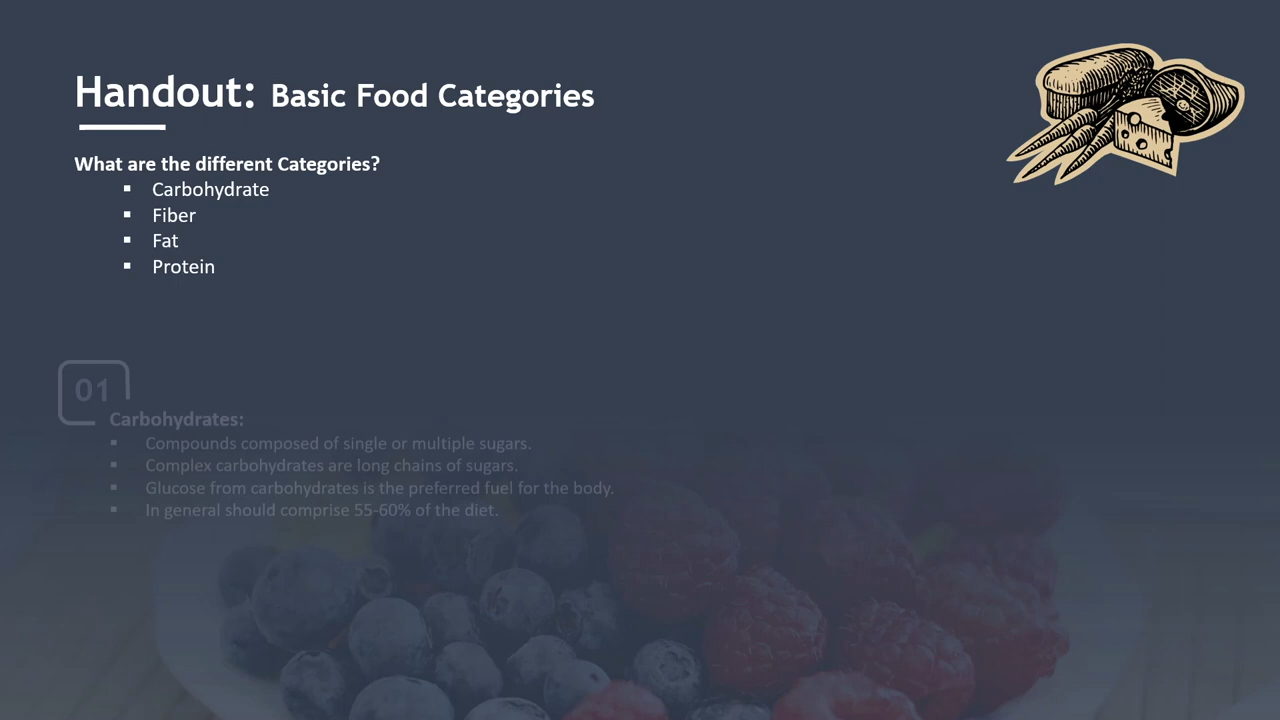 Handout: Basic Food Categories
What are the different Categories?
▪ Carbohydrate
▪ Fiber
▪ Fat
▪ Protein
01
Carbohydrates:
▪ Compounds composed of single or multiple sugars.
▪ Complex carbohydrates are long chains of sugars.
▪ Glucose from carbohydrates is the preferred fuel for the body.
▪ In general should comprise 55-60% of the diet.